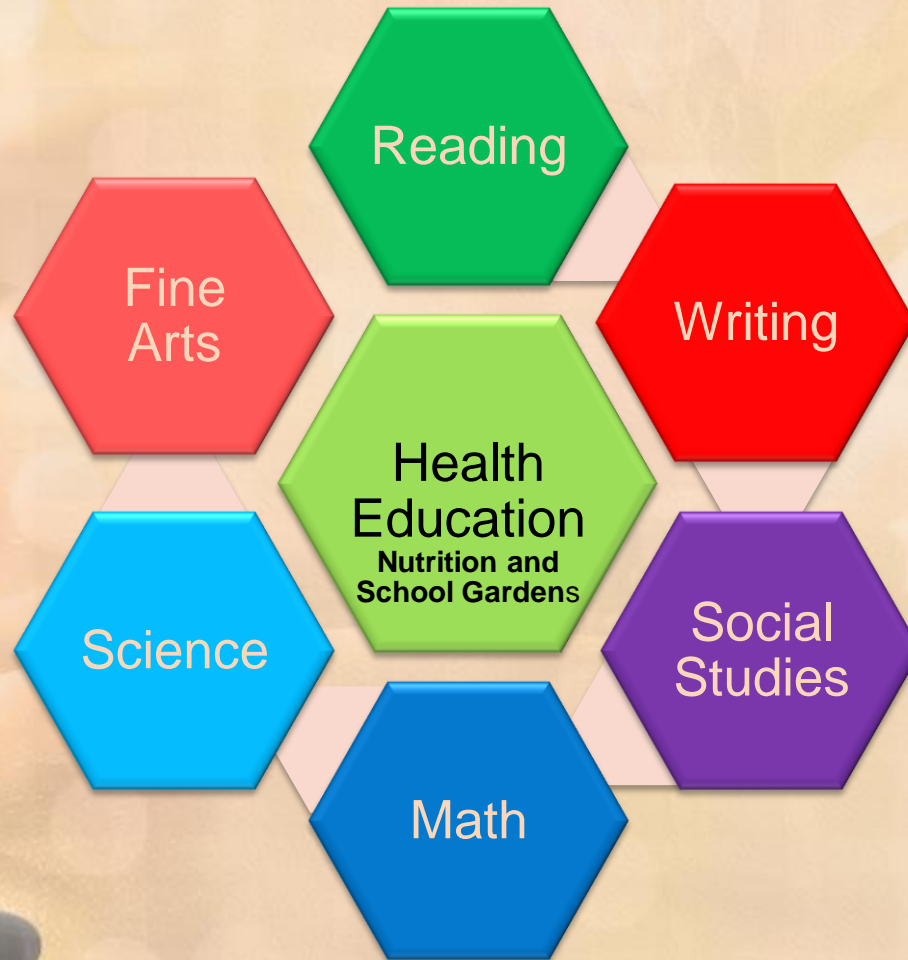 Reading
Fine
Arts
Writing
Health
Education
Nutrition and
School Gardens
Social
Studies
Science
Math